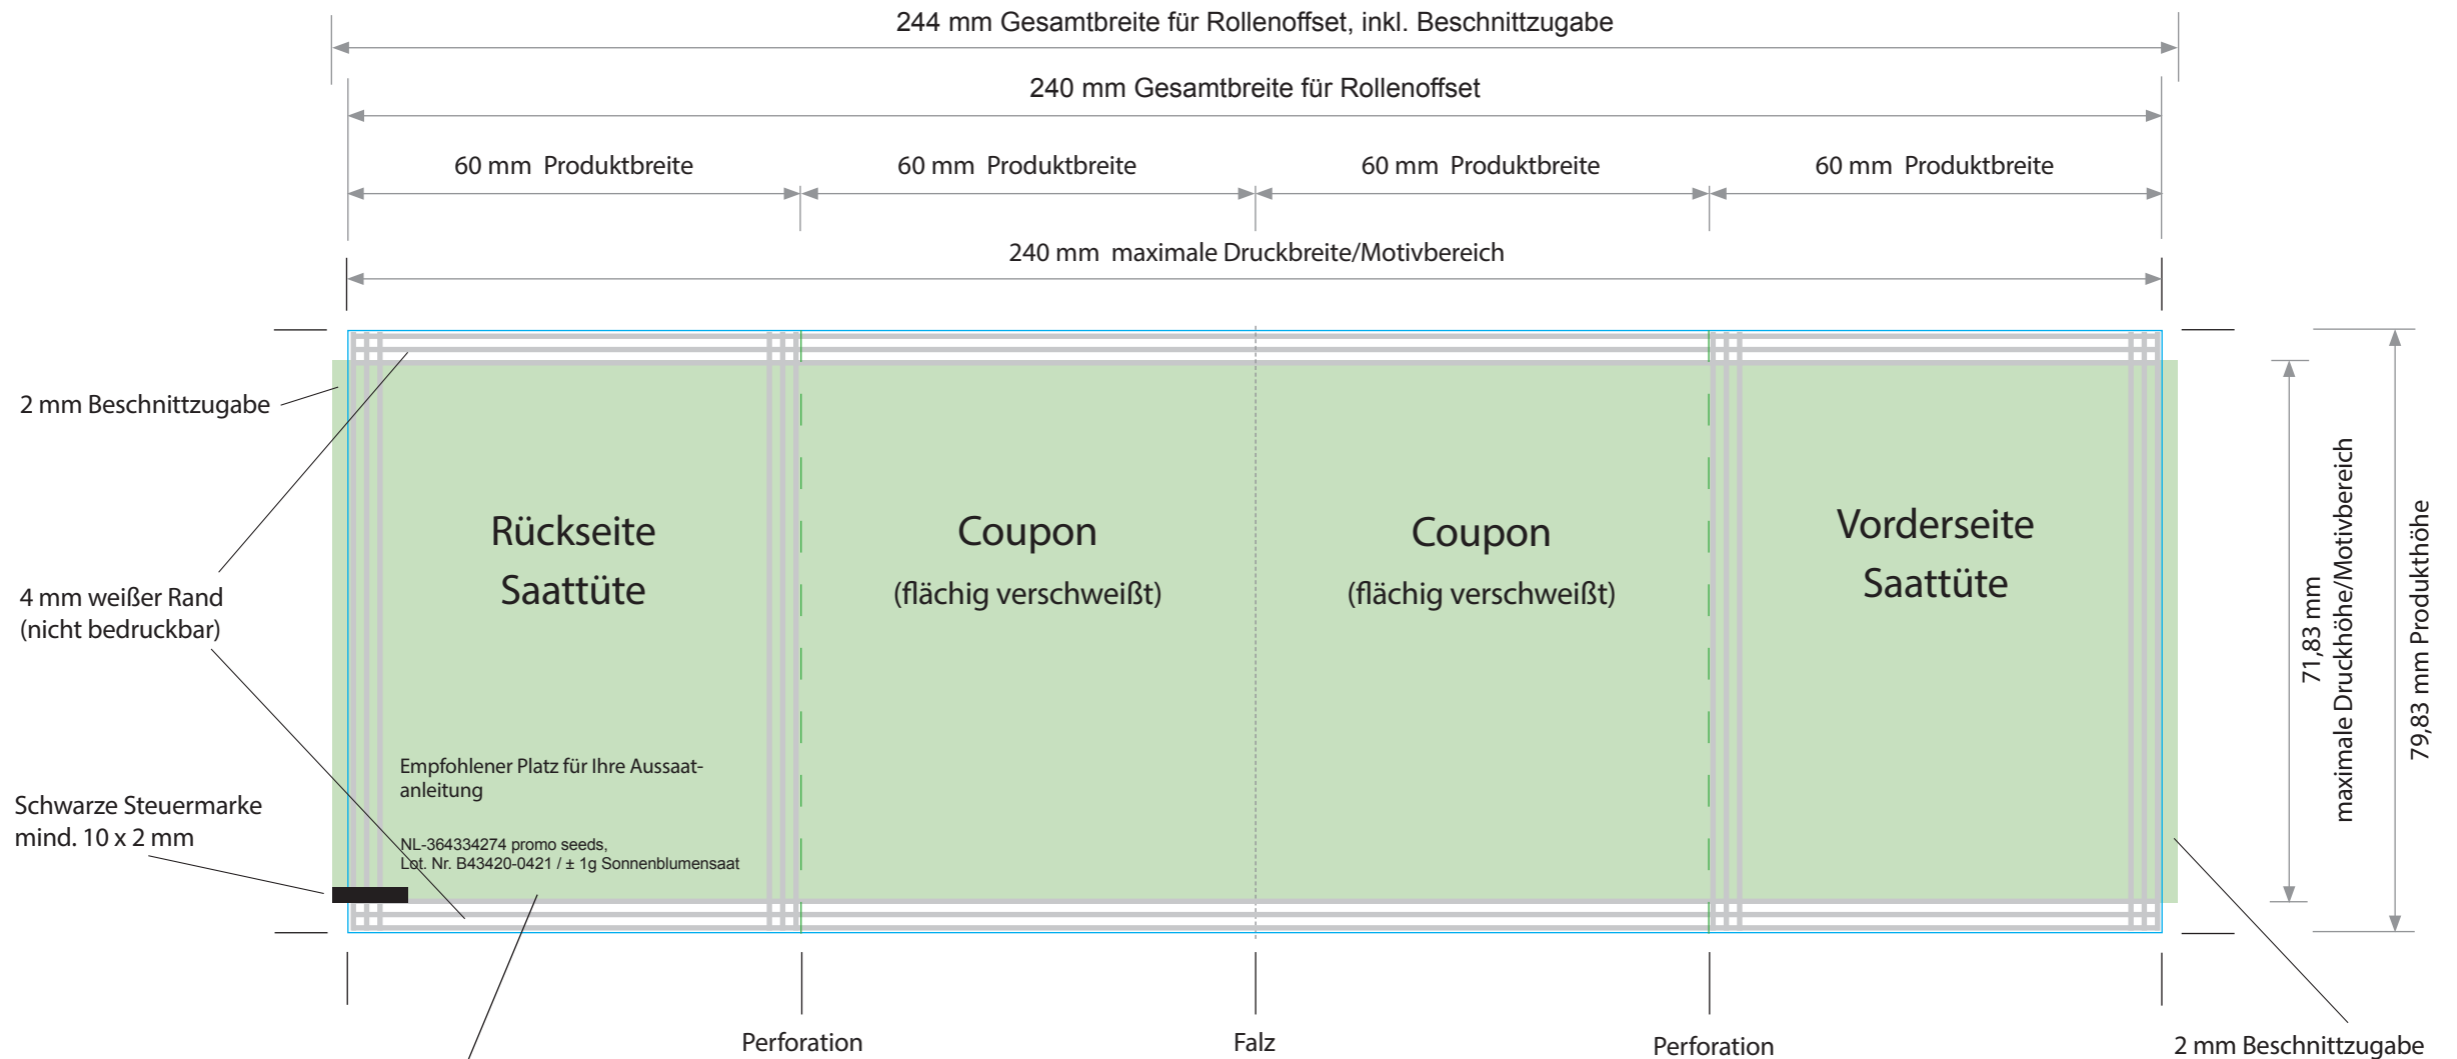 244 mm Gesamtbreite für Rollenoffset, inkl. Beschnittzugabe
240 mm Gesamtbreite für Rollenoffset
60 mm  Produktbreite
60 mm  Produktbreite
60 mm  Produktbreite
60 mm  Produktbreite
240 mm  maximale Druckbreite/Motivbereich
2 mm Beschnittzugabe
4 mm weißer Rand
(nicht bedruckbar)
Schwarze Steuermarke
mind. 10 x 2 mm
Rückseite
Saattüte
Empfohlener Platz für Ihre Aussaat-
anleitung
NL-364334274 promo seeds,
Lot. Nr. B43420-0421 / ± 1g Sonnenblumensaat
Coupon
(flächig verschweißt)
Coupon
(flächig verschweißt)
Vorderseite
Saattüte
71,83 mm
maximale Druckhöhe/Motivbereich
79,83 mm Produkthöhe
Perforation
Falz
Perforation
2 mm Beschnittzugabe